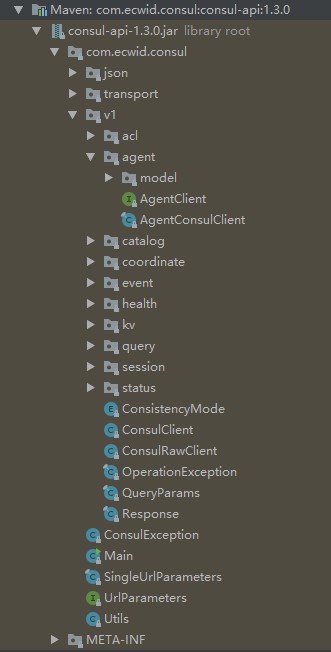 Maven: com.ecwid.consul:consul-api:1.3.0
consul-api-1.3.0.jar library root
com.ecwid.consul
json
transport
v1
acl
agent
model
AgentClient
AgentConsulClient
catalog
coordinate
event
health
kv
query
session
status
ConsistencyMode
ConsulClient
ConsulRawClient
OperationException
QueryParams
Response
ConsulException
Main
SingleUrlParameters
UrlParameters
Utils
META-INF